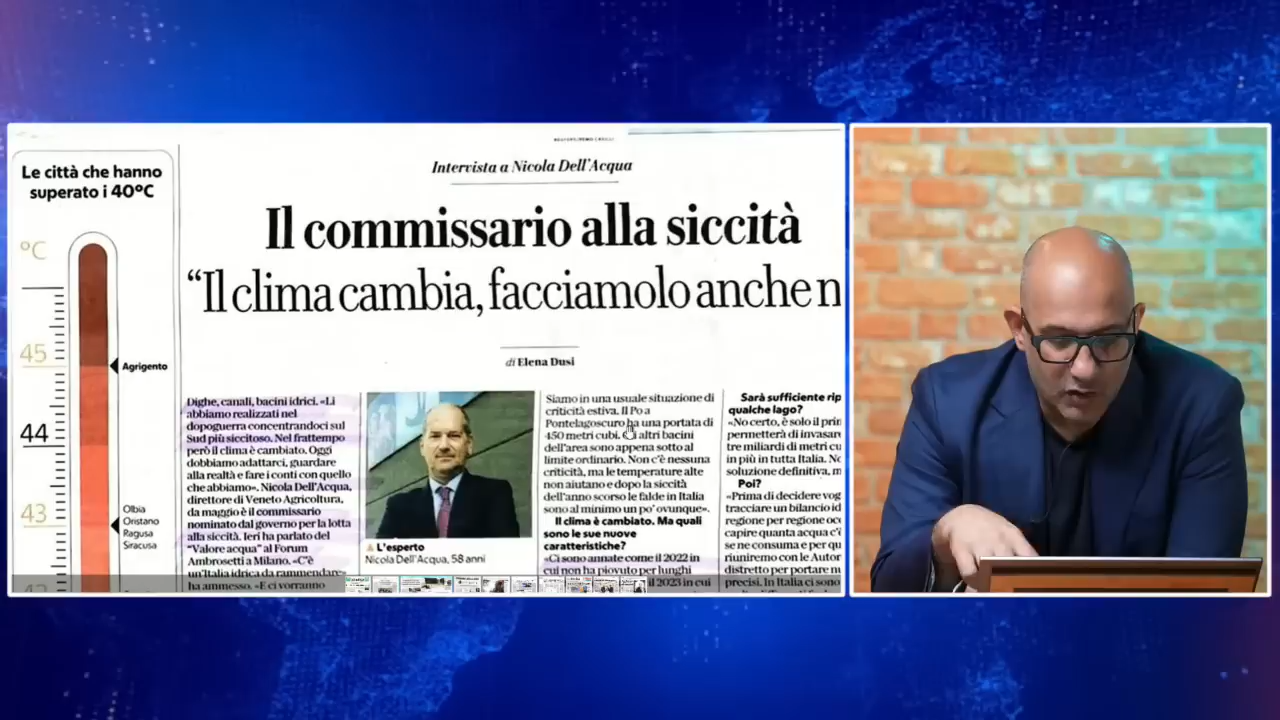 Le città che hanno
superato i 40°C
°C
45
Agrigento
44
43
Olbia
Oristano
Ragusa
Siracusa
Intervista a Nicola Dell'Acqua
Il commissario alla siccità
“Il clima cambia, facciamolo anche n
di Elena Dusi
Dighe, canali, bacini idrici. «Li
abbiamo realizzati nel
dopoguerra concentrandoci sul
Sud più siccitoso. Nel frattempo
però il clima è cambiato. Oggi
dobbiamo adattarci, guardare
alla realtà e fare i conti con quello
che abbiamo». Nicola Dell'Acqua,
direttore di Veneto Agricoltura,
da maggio è il commissario
nominato dal governo per la lotta
alla siccità. Ieri ha parlato del
“Valore acqua” al Forum
Ambrosetti a Milano. «C'è
un'Italia idrica da rammendare»
ha ammesso. «E ci vorranno
L'esperto
Nicola Dell'Acqua, 58 anni
Siamo in una usuale situazione di
criticità estiva. Il Po a
Pontelagoscuro ha una portata di
450 metri cubi. Gli altri bacini
dell'area sono appena sotto al
limite ordinario. Non c'è nessuna
criticità, ma le temperature alte
non aiutano e dopo la siccità
dell'anno scorso le falde in Italia
sono al minimo un po' ovunque».
Il clima è cambiato. Ma quali
sono le sue nuove
caratteristiche?
«Ci sono annate come il 2022 in
cui non ha piovuto per lunghi
il 2023 in cui
Sarà sufficiente rip
qualche lago?
«No certo, è solo il prin
permetterà di invasar
tre miliardi di metri cu
in più in tutta Italia. No
soluzione definitiva, m
Poi?
«Prima di decidere vog
tracciare un bilancio id
regione per regione occ
capire quanta acqua c'è
se ne consuma e per qu
riuniremo con le Autor
distretto per portare nu
precisi. In Italia ci sono